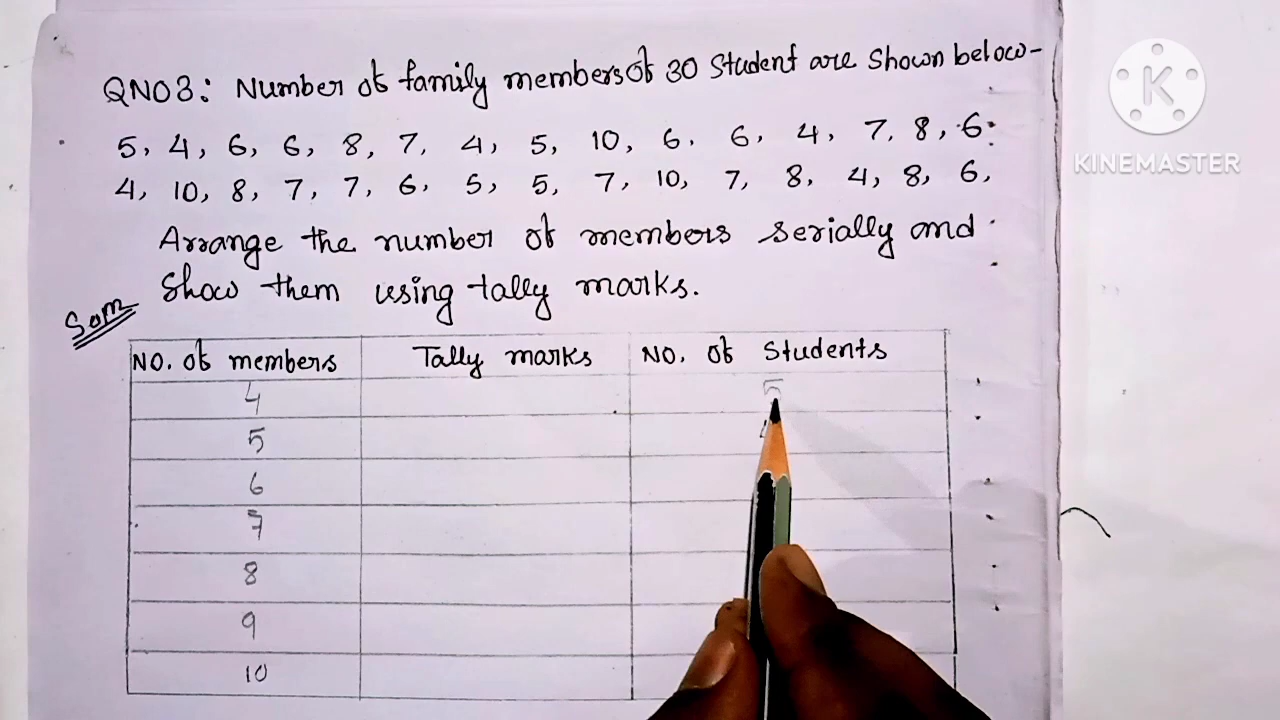 QNO3: Number of family members of 30 Student are Shown below-
5, 4, 6, 6, 8, 7, 4, 5, 10, 6, 6, 4, 7, 8, 6
4, 10, 8, 7, 7, 6, 5, 5, 7, 10, 7, 8, 4, 8, 6,
Arrange the number of members serially and
Show them using tally marks.
NO. of members Tally marks NO. of Students
4 5
5
6
7
8
9
10
K
KINEMASTER